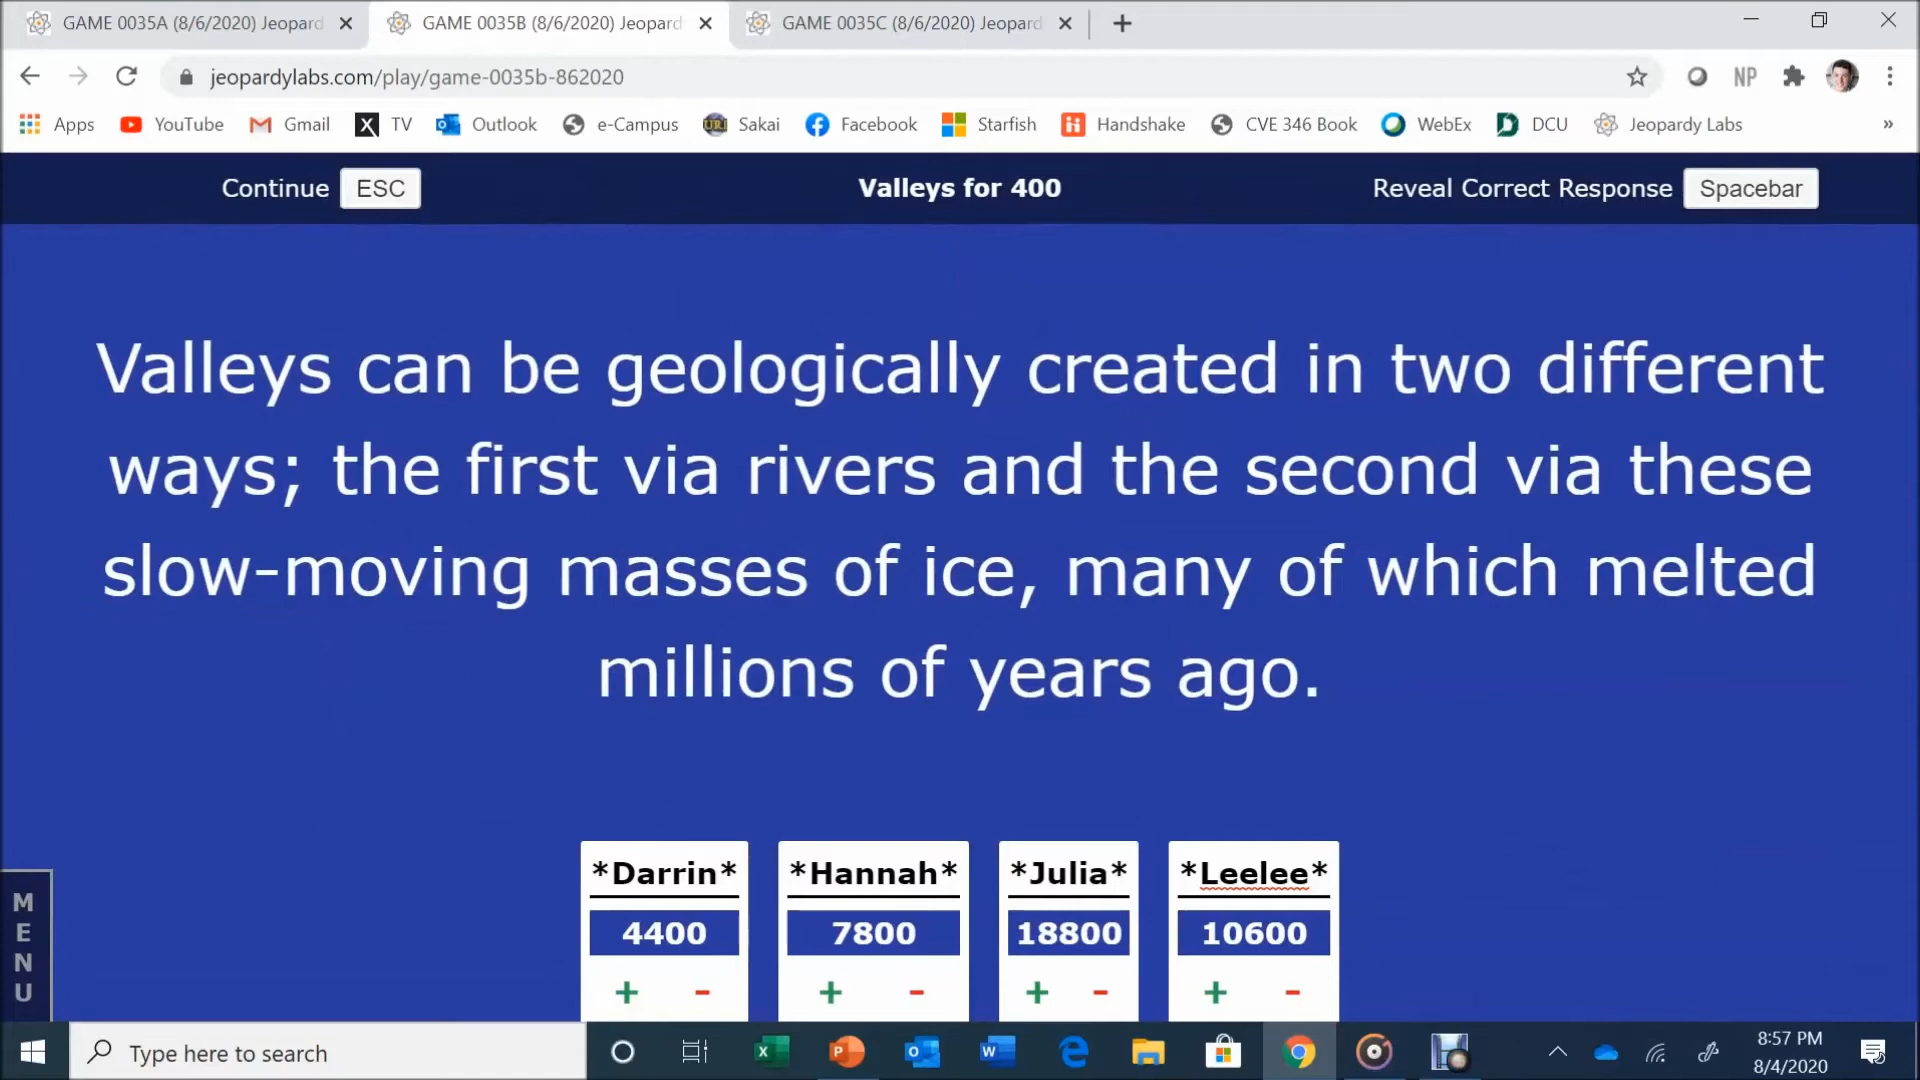 GAME 0035A (8/6/2020) Jeopard
GAME 0035B (8/6/2020) Jeopard
GAME 0035C (8/6/2020) Jeopard
jeopardylabs.com/play/game-0035b-862020
NP
Apps YouTube Gmail X TV Outlook e-Campus Sakai Facebook Starfish Handshake CVE 346 Book WebEx DCU Jeopardy Labs »
Continue ESC
Valleys for 400
Reveal Correct Response Spacebar
Valleys can be geologically created in two different
ways; the first via rivers and the second via these
slow-moving masses of ice, many of which melted
millions of years ago.
*Darrin* *Hannah* *Julia* *Leelee*
4400 7800 18800 10600
+ - + - + - + -
MENU
Type here to search
8:57 PM
8/4/2020